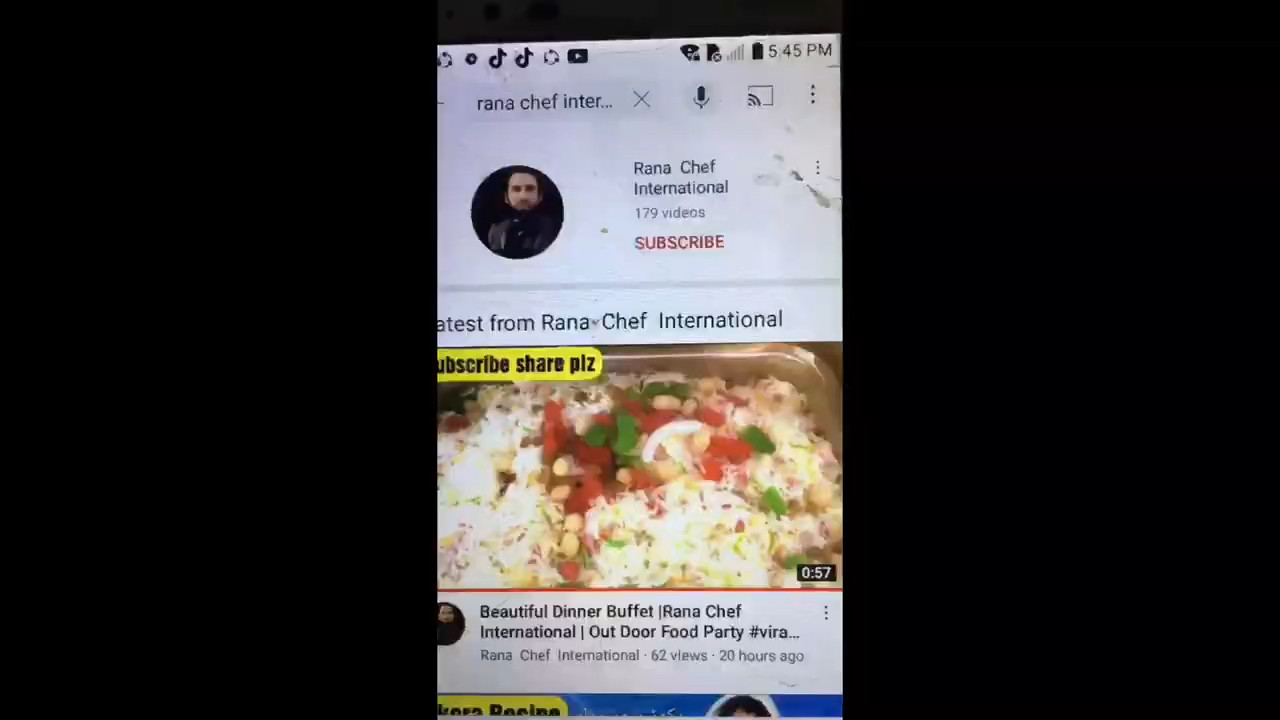 5:45 PM
rana chef inter...
Rana Chef
International
179 videos
SUBSCRIBE
atest from Rana Chef International
ubscribe share plz
0:57
Beautiful Dinner Buffet |Rana Chef
International | Out Door Food Party #vira...
Rana Chef International · 62 views · 20 hours ago
kora Recipe